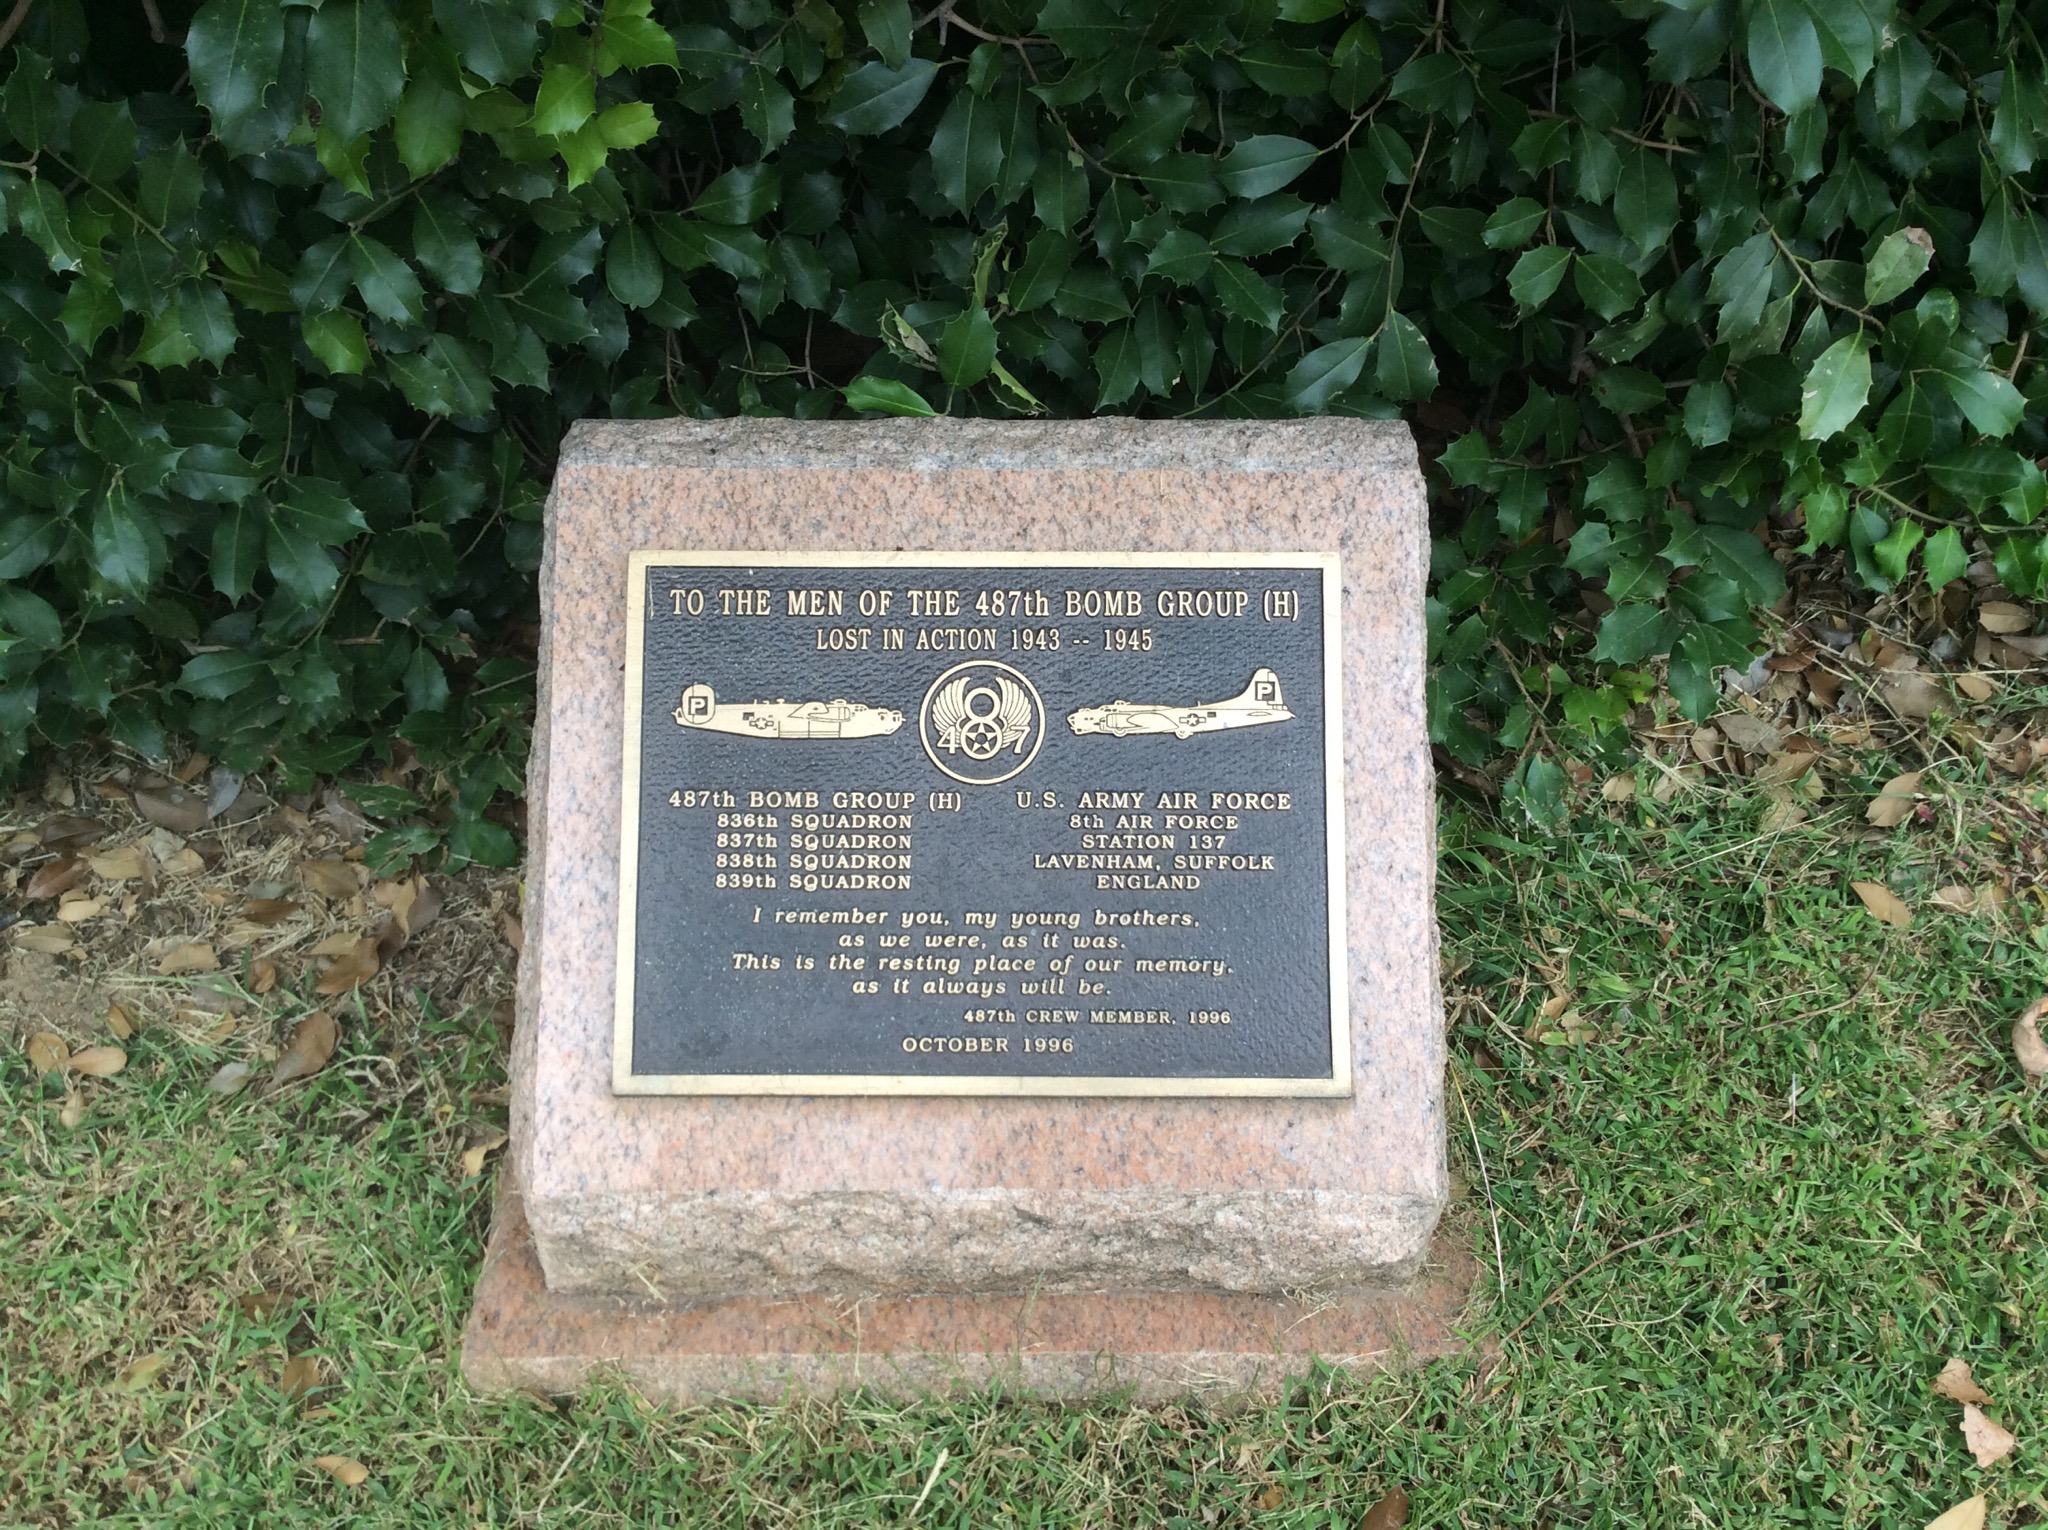 TO THE MEN OF THE 487th BOMB GROUP (H)
LOST IN ACTION 1943 -- 1945
P
8
487
P
487th BOMB GROUP (H)
836th SQUADRON
837th SQUADRON
838th SQUADRON
839th SQUADRON
U.S. ARMY AIR FORCE
8th AIR FORCE
STATION 137
LAVENHAM, SUFFOLK
ENGLAND
I remember you, my young brothers,
as we were, as it was.
This is the resting place of our memory,
as it always will be.
487th CREW MEMBER, 1996
OCTOBER 1996